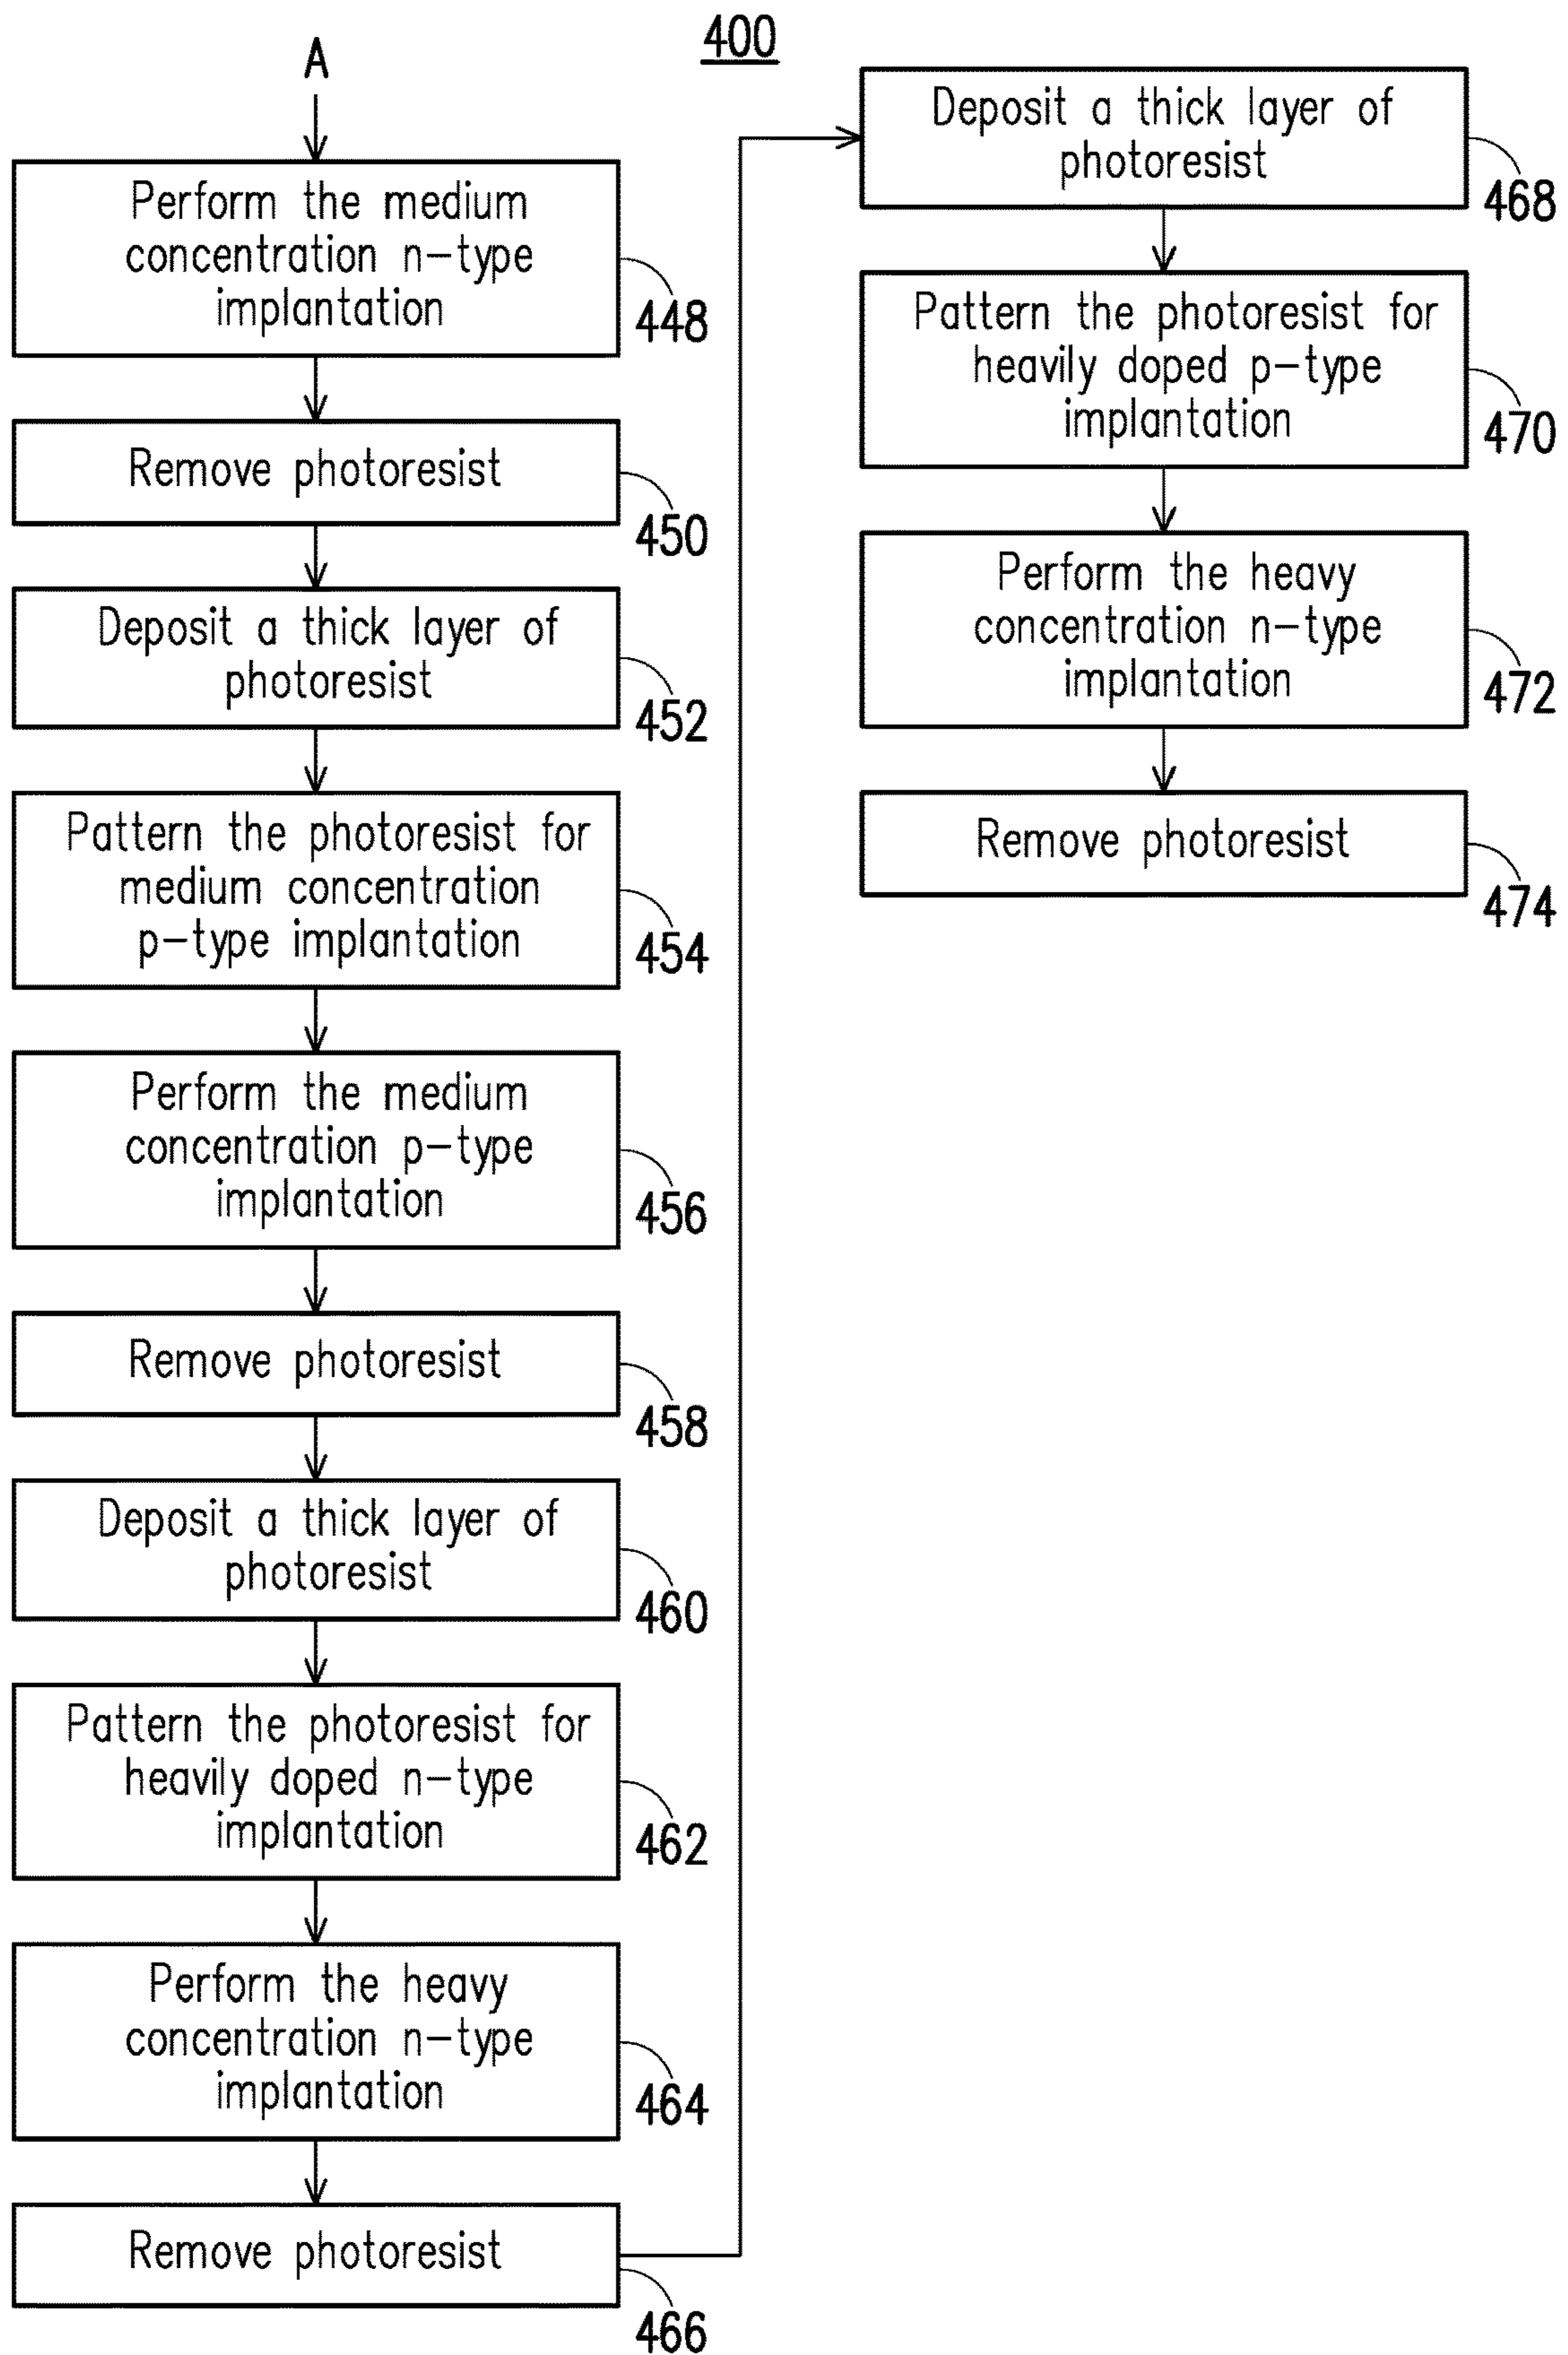 400
A
Perform the medium
concentration n-type
implantation
448
Remove photoresist
450
Deposit a thick layer of
photoresist
452
Pattern the photoresist for
medium concentration
p-type implantation
454
Perform the medium
concentration p-type
implantation
456
Remove photoresist
458
Deposit a thick layer of
photoresist
460
Pattern the photoresist for
heavily doped n-type
implantation
462
Perform the heavy
concentration n-type
implantation
464
Remove photoresist
466
Deposit a thick layer of
photoresist
468
Pattern the photoresist for
heavily doped p-type
implantation
470
Perform the heavy
concentration n-type
implantation
472
Remove photoresist
474